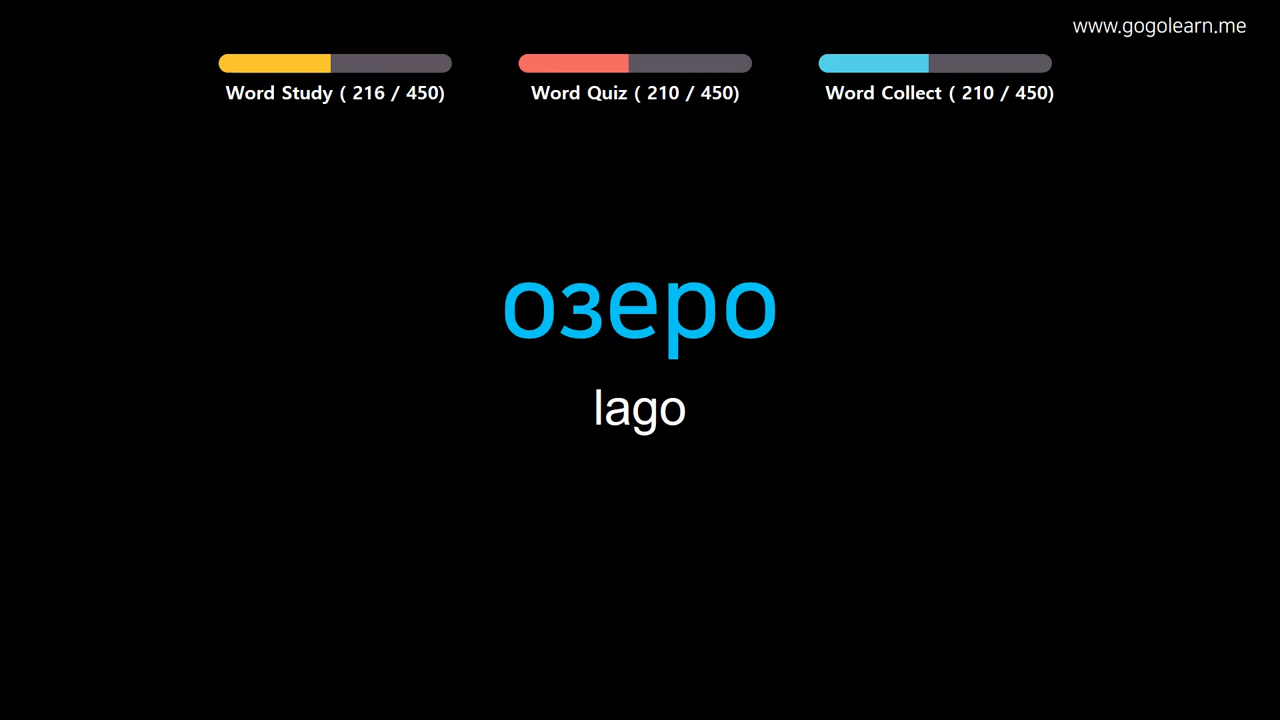 www.gogolearn.me
Word Study ( 216 / 450)
Word Quiz ( 210 / 450)
Word Collect ( 210 / 450)
озеро
lago